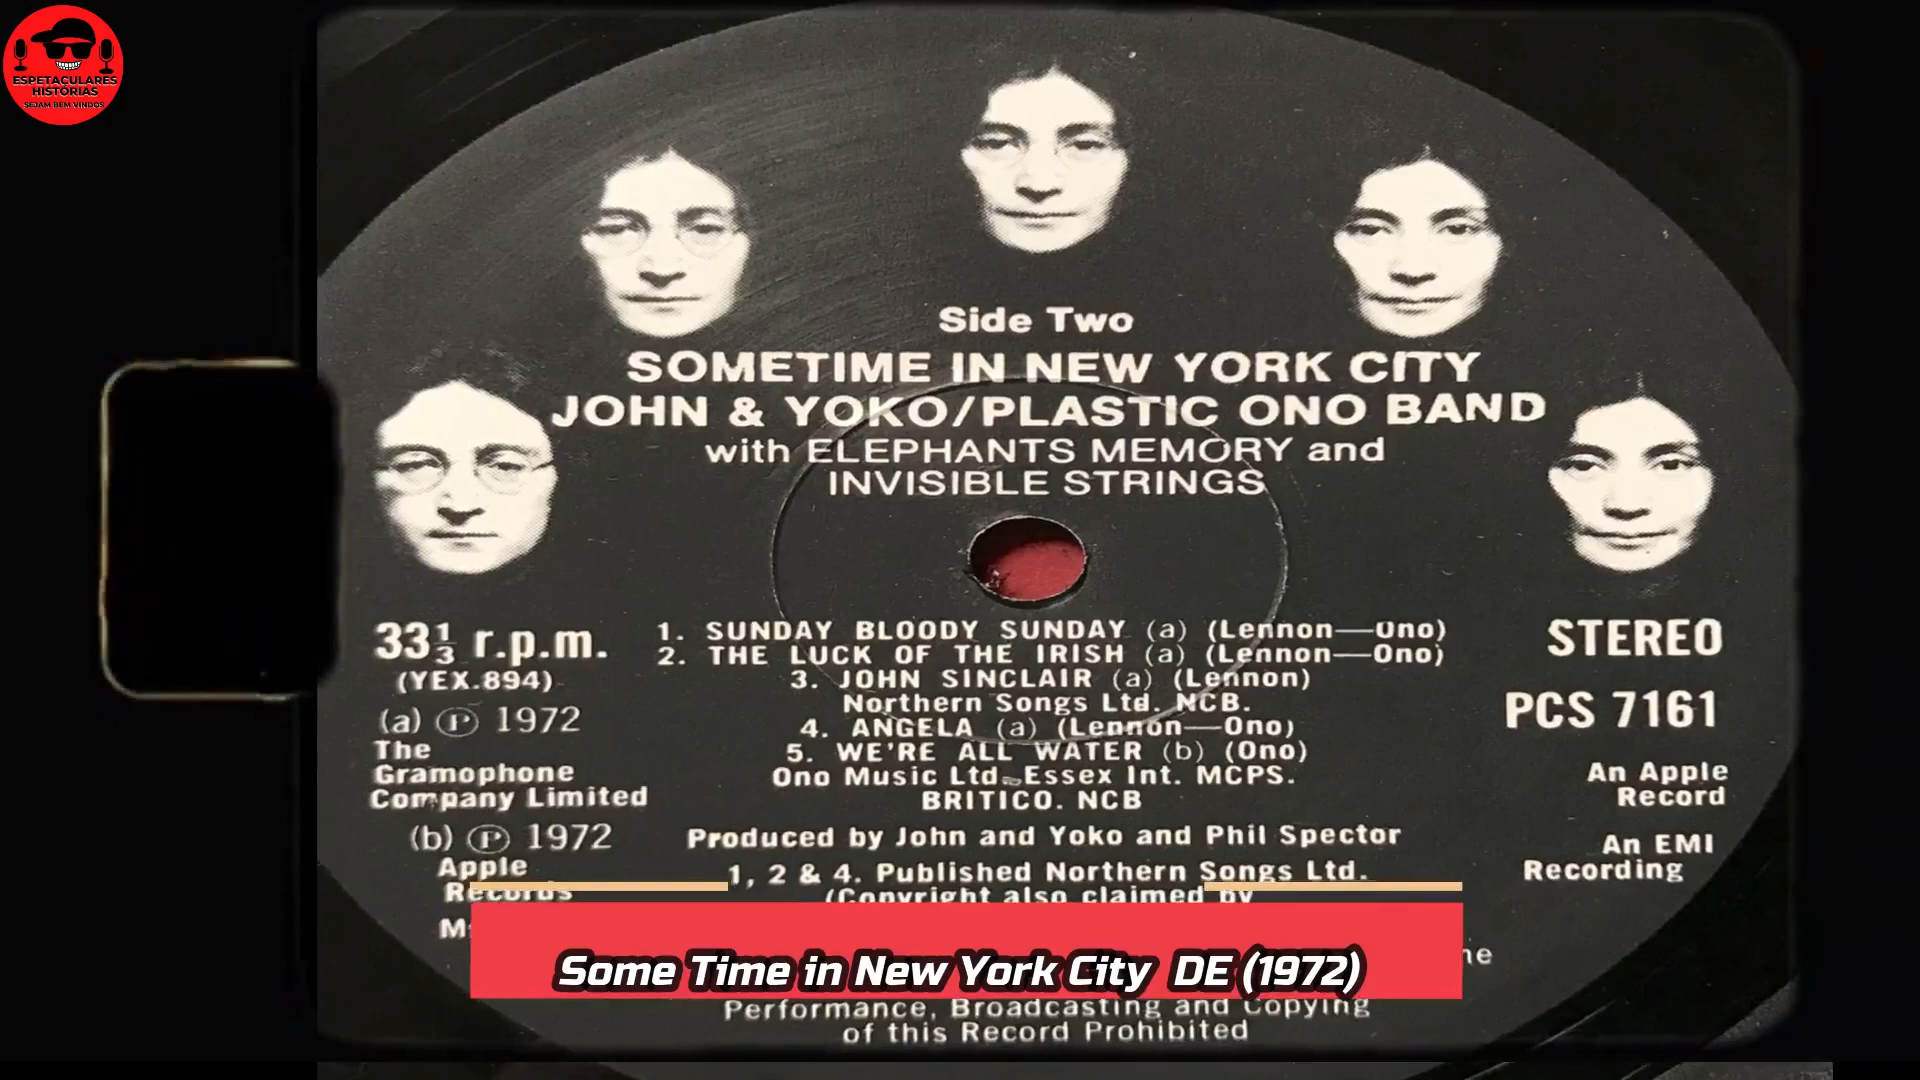 ESPETACULARES
HISTÓRIAS
SEJAM BEM VINDOS
Side Two
SOMETIME IN NEW YORK CITY
JOHN & YOKO/PLASTIC ONO BAND
with ELEPHANTS MEMORY and
INVISIBLE STRINGS
33⅓ r.p.m.
(YEX.894)
(a) ℗ 1972
The
Gramophone
Company Limited
(b) ℗ 1972
Apple
Records
1. SUNDAY BLOODY SUNDAY (a) (Lennon—Ono)
2. THE LUCK OF THE IRISH (a) (Lennon—Ono)
3. JOHN SINCLAIR (a) (Lennon)
Northern Songs Ltd. NCB.
4. ANGELA (a) (Lennon—Ono)
5. WE'RE ALL WATER (b) (Ono)
Ono Music Ltd-Essex Int. MCPS.
BRITICO. NCB
Produced by John and Yoko and Phil Spector
1, 2 & 4. Published Northern Songs Ltd.
(Copyright also claimed by
STEREO
PCS 7161
An Apple
Record
An EMI
Recording
Some Time in New York City DE (1972)
Performance, Broadcasting and Copying
of this Record Prohibited